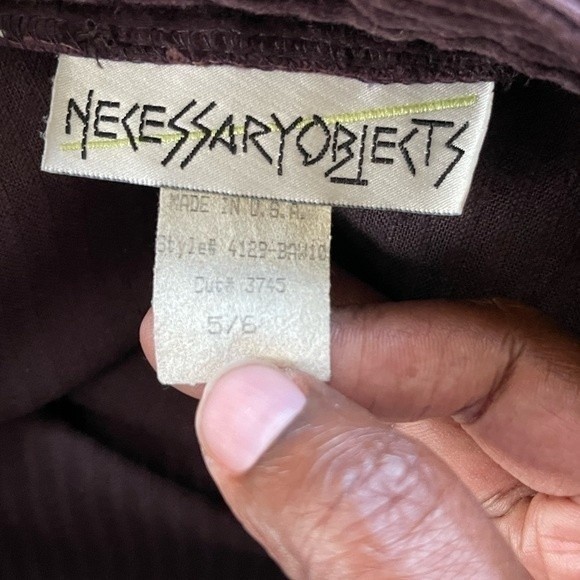 NECESSARYOBJECTS
MADE IN U.S.A.
Style# 4129-BAW10
Cut# 3745
5/6